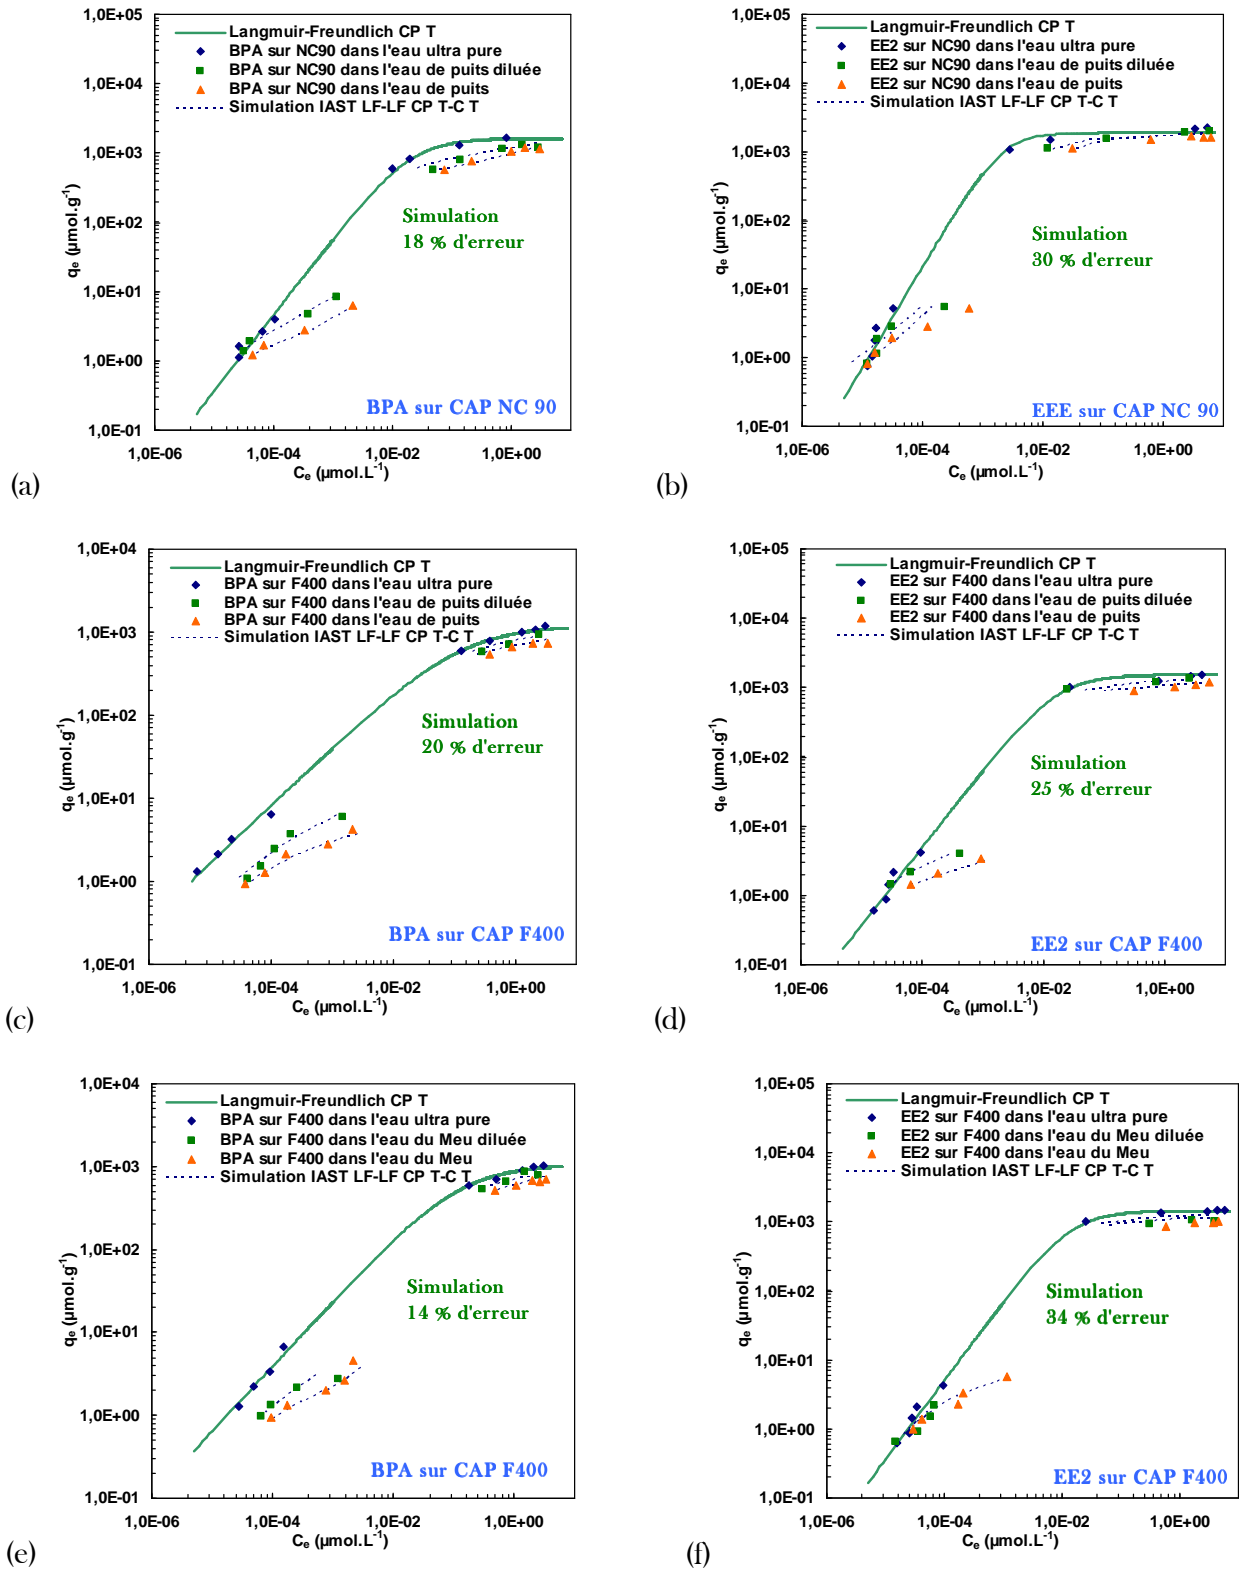 1,0E+05
1,0E+04
1,0E+03
1,0E+02
1,0E+01
1,0E+00
1,0E-01
qe (µmol.g-1)
Langmuir-Freundlich CP T
BPA sur NC90 dans l'eau ultra pure
BPA sur NC90 dans l'eau de puits diluée
BPA sur NC90 dans l'eau de puits
Simulation IAST LF-LF CP T-C T
Simulation
18 % d'erreur
BPA sur CAP NC 90
1,0E-06
1,0E-04
1,0E-02
1,0E+00
Ce (µmol.L-1)
(a)
1,0E+05
1,0E+04
1,0E+03
1,0E+02
1,0E+01
1,0E+00
1,0E-01
qe (µmol.g-1)
Langmuir-Freundlich CP T
EE2 sur NC90 dans l'eau ultra pure
EE2 sur NC90 dans l'eau de puits diluée
EE2 sur NC90 dans l'eau de puits
Simulation IAST LF-LF CP T-C T
Simulation
30 % d'erreur
EEE sur CAP NC 90
1,0E-06
1,0E-04
1,0E-02
1,0E+00
Ce (µmol.L-1)
(b)
1,0E+04
1,0E+03
1,0E+02
1,0E+01
1,0E+00
1,0E-01
qe (µmol.g-1)
Langmuir-Freundlich CP T
BPA sur F400 dans l'eau ultra pure
BPA sur F400 dans l'eau de puits diluée
BPA sur F400 dans l'eau de puits
Simulation IAST LF-LF CP T-C T
Simulation
20 % d'erreur
BPA sur CAP F400
1,0E-06
1,0E-04
1,0E-02
1,0E+00
Ce (µmol.L-1)
(c)
1,0E+05
1,0E+04
1,0E+03
1,0E+02
1,0E+01
1,0E+00
1,0E-01
qe (µmol.g-1)
Langmuir-Freundlich CP T
EE2 sur F400 dans l'eau ultra pure
EE2 sur F400 dans l'eau de puits diluée
EE2 sur F400 dans l'eau de puits
Simulation IAST LF-LF CP T-C T
Simulation
25 % d'erreur
EE2 sur CAP F400
1,0E-06
1,0E-04
1,0E-02
1,0E+00
Ce (µmol.L-1)
(d)
1,0E+04
1,0E+03
1,0E+02
1,0E+01
1,0E+00
1,0E-01
qe (µmol.g-1)
Langmuir-Freundlich CP T
BPA sur F400 dans l'eau ultra pure
BPA sur F400 dans l'eau du Meu diluée
BPA sur F400 dans l'eau du Meu
Simulation IAST LF-LF CP T-C T
Simulation
14 % d'erreur
BPA sur CAP F400
1,0E-06
1,0E-04
1,0E-02
1,0E+00
Ce (µmol.L-1)
(e)
1,0E+05
1,0E+04
1,0E+03
1,0E+02
1,0E+01
1,0E+00
1,0E-01
qe (µmol.g-1)
Langmuir-Freundlich CP T
EE2 sur F400 dans l'eau ultra pure
EE2 sur F400 dans l'eau du Meu diluée
EE2 sur F400 dans l'eau du Meu
Simulation IAST LF-LF CP T-C T
Simulation
34 % d'erreur
EE2 sur CAP F400
1,0E-06
1,0E-04
1,0E-02
1,0E+00
Ce (µmol.L-1)
(f)